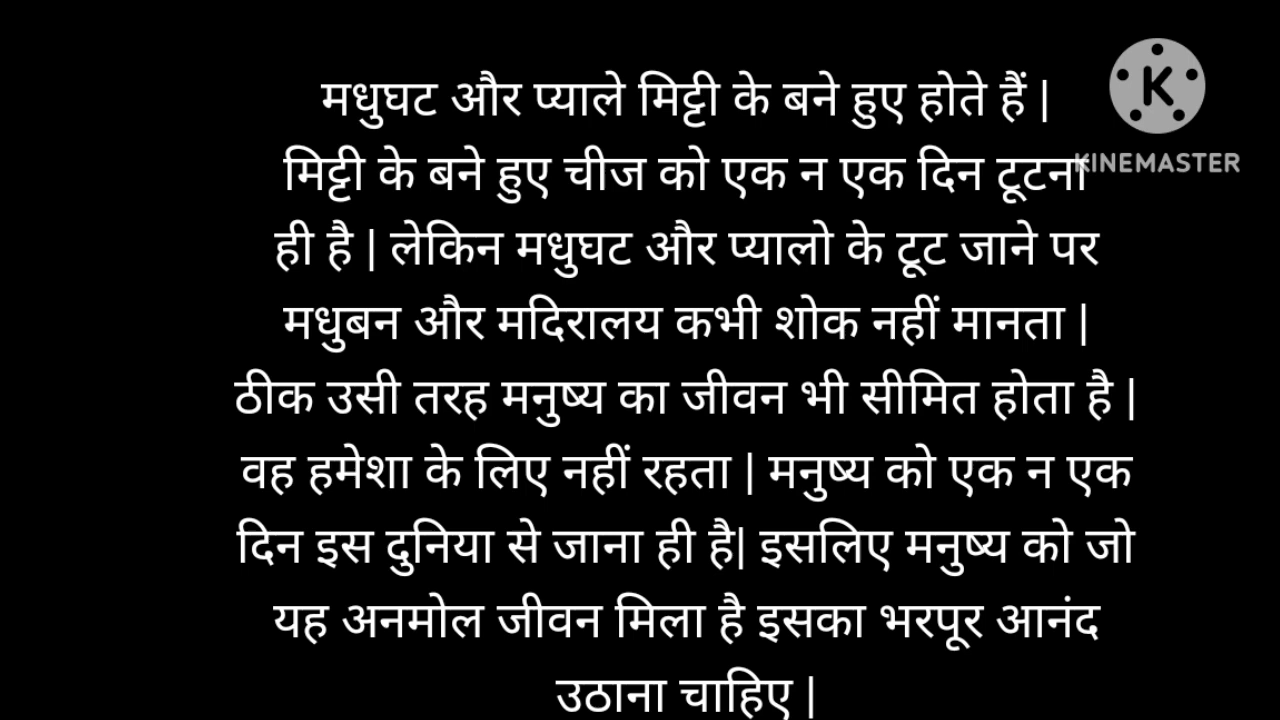 मधुघट और प्याले मिट्टी के बने हुए होते हैं |
मिट्टी के बने हुए चीज को एक न एक दिन टूटना
ही है | लेकिन मधुघट और प्यालो के टूट जाने पर
मधुबन और मदिरालय कभी शोक नहीं मानता |
ठीक उसी तरह मनुष्य का जीवन भी सीमित होता है |
वह हमेशा के लिए नहीं रहता | मनुष्य को एक न एक
दिन इस दुनिया से जाना ही है| इसलिए मनुष्य को जो
यह अनमोल जीवन मिला है इसका भरपूर आनंद
उठाना चाहिए |
K
KINEMASTER